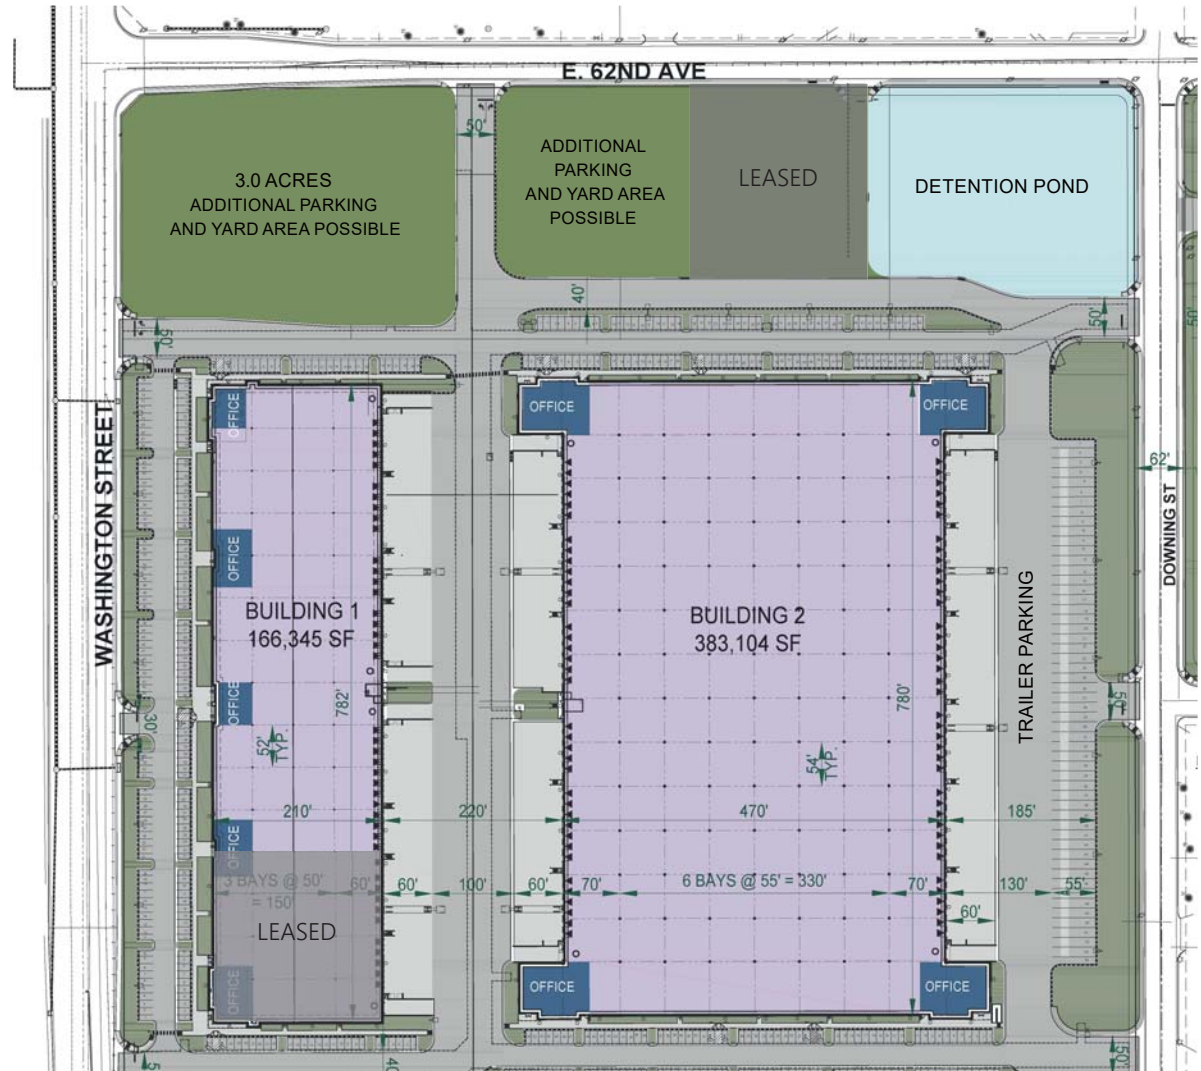 E. 62ND AVE
50'
3.0 ACRES
ADDITIONAL PARKING
AND YARD AREA POSSIBLE
ADDITIONAL
PARKING
AND YARD AREA
POSSIBLE
LEASED
DETENTION POND
40'
50'
50'
60'
WASHINGTON STREET
OFFICE
OFFICE
OFFICE
OFFICE
OFFICE
BUILDING 1
166,345 SF
782'
52'
TYP.
30'
210'
3 BAYS @ 50'
= 150'
60'
LEASED
220'
60'
100'
60'
OFFICE
OFFICE
BUILDING 2
383,104 SF
780'
54'
TYP.
470'
70'
6 BAYS @ 55' = 330'
70'
OFFICE
OFFICE
TRAILER PARKING
185'
130'
55'
60'
62'
DOWNING ST
50'
50'